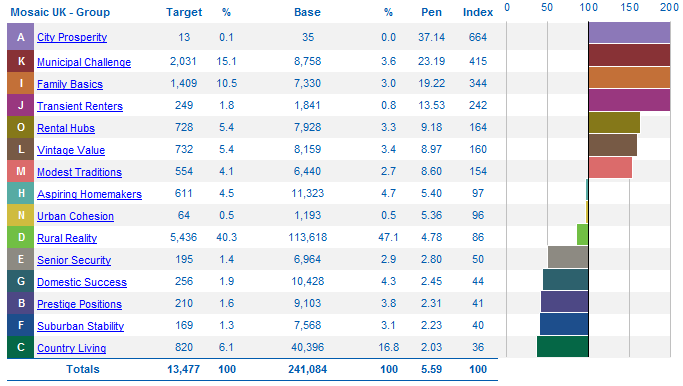 Mosaic UK - Group Target % Base % Pen Index 0 50 100 150 200
A City Prosperity 13 0.1 35 0.0 37.14 664
K Municipal Challenge 2,031 15.1 8,758 3.6 23.19 415
I Family Basics 1,409 10.5 7,330 3.0 19.22 344
J Transient Renters 249 1.8 1,841 0.8 13.53 242
O Rental Hubs 728 5.4 7,928 3.3 9.18 164
L Vintage Value 732 5.4 8,159 3.4 8.97 160
M Modest Traditions 554 4.1 6,440 2.7 8.60 154
H Aspiring Homemakers 611 4.5 11,323 4.7 5.40 97
N Urban Cohesion 64 0.5 1,193 0.5 5.36 96
D Rural Reality 5,436 40.3 113,618 47.1 4.78 86
E Senior Security 195 1.4 6,964 2.9 2.80 50
G Domestic Success 256 1.9 10,428 4.3 2.45 44
B Prestige Positions 210 1.6 9,103 3.8 2.31 41
F Suburban Stability 169 1.3 7,568 3.1 2.23 40
C Country Living 820 6.1 40,396 16.8 2.03 36
Totals 13,477 100 241,084 100 5.59 100